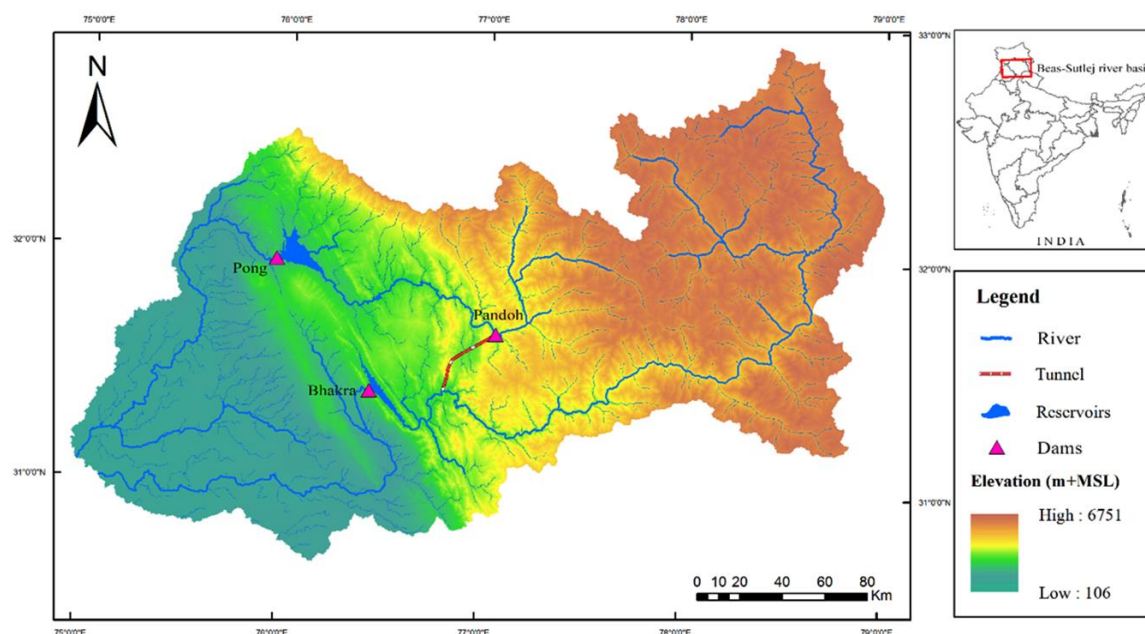 75°0'0"E 76°0'0"E 77°0'0"E 78°0'0"E 79°0'0"E
33°0'0"N
N
Beas-Sutlej river basi
INDIA
32°0'0"N
32°0'0"N
Pong
Pandoh
Bhakra
31°0'0"N
31°0'0"N
Legend
River
Tunnel
Reservoirs
Dams
Elevation (m+MSL)
High : 6751
Low : 106
0 10 20 40 60 80
Km
75°0'0"E 76°0'0"E 77°0'0"E 78°0'0"E 79°0'0"E